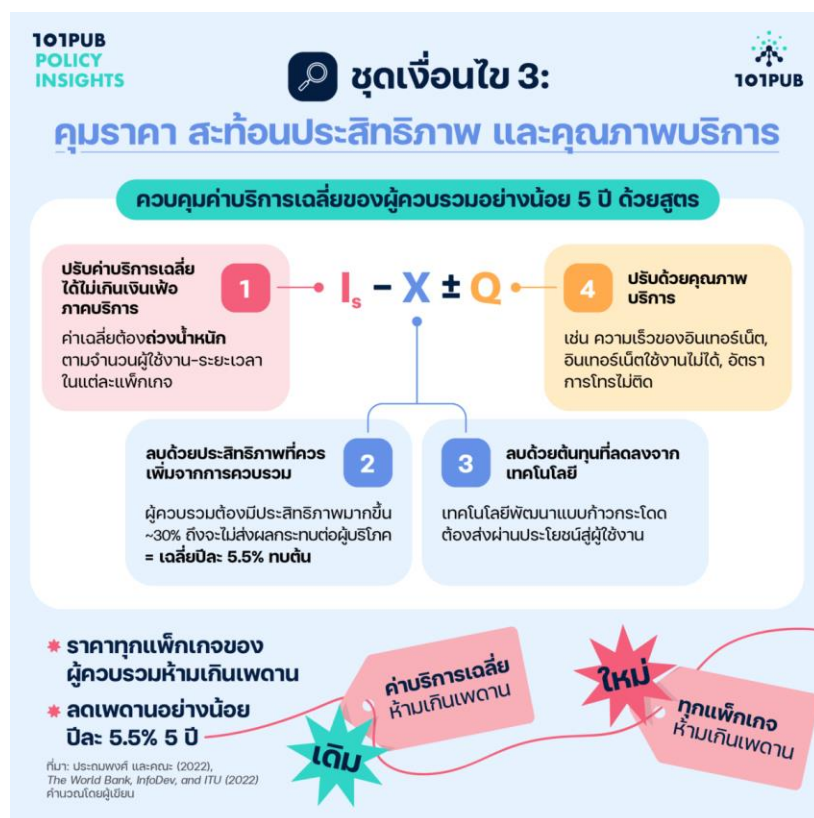 101PUB
POLICY
INSIGHTS
101PUB
ชุดเงื่อนไข 3:
คุมราคา สะท้อนประสิทธิภาพ และคุณภาพบริการ
ควบคุมค่าบริการเฉลี่ยของผู้ควบรวมอย่างน้อย 5 ปี ด้วยสูตร
ปรับค่าบริการเฉลี่ย
ได้ไม่เกินเงินเฟ้อ
ภาคบริการ
1
ค่าเฉลี่ยต้องถ่วงน้ำหนัก
ตามจำนวนผู้ใช้งาน-ระยะเวลา
ในแต่ละแพ็กเกจ
Is – X ± Q
4
ปรับด้วยคุณภาพ
บริการ
เช่น ความเร็วของอินเทอร์เน็ต,
อินเทอร์เน็ตใช้งานไม่ได้, อัตรา
การโทรไม่ติด
ลบด้วยประสิทธิภาพที่ควร
เพิ่มจากการควบรวม
2
ผู้ควบรวมต้องมีประสิทธิภาพมากขึ้น
~30% ถึงจะไม่ส่งผลกระทบต่อผู้บริโภค
= เฉลี่ยปีละ 5.5% ทบต้น
3
ลบด้วยต้นทุนที่ลดลงจาก
เทคโนโลยี
เทคโนโลยีพัฒนาแบบก้าวกระโดด
ต้องส่งผ่านประโยชน์สู่ผู้ใช้งาน
ราคาทุกแพ็กเกจของ
ผู้ควบรวมห้ามเกินเพดาน
ลดเพดานอย่างน้อย
ปีละ 5.5% 5 ปี
ที่มา: ประถมพงศ์ และคณะ (2022),
The World Bank, InfoDev, and ITU (2022)
คำนวณโดยผู้เขียน
ค่าบริการเฉลี่ย
ห้ามเกินเพดาน
เดิม
ใหม่
ทุกแพ็กเกจ
ห้ามเกินเพดาน